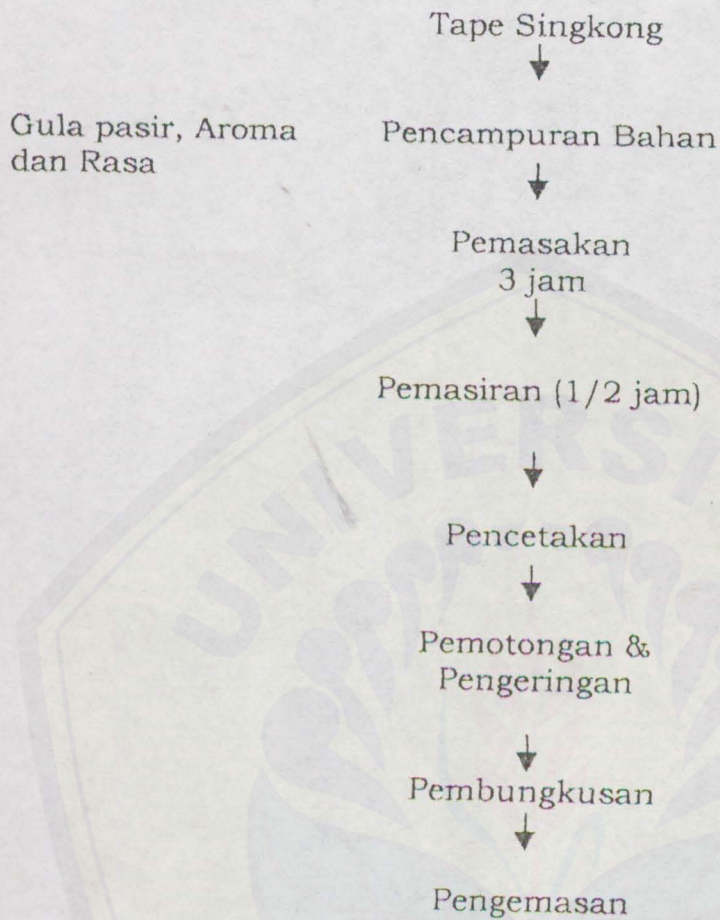 Tape Singkong
Gula pasir, Aroma
dan Rasa
Pencampuran Bahan
Pemasakan
3 jam
Pemasiran (1/2 jam)
UNIVERSI
Pencetakan
Pemotongan &
Pengeringan
Pembungkusan
Pengemasan